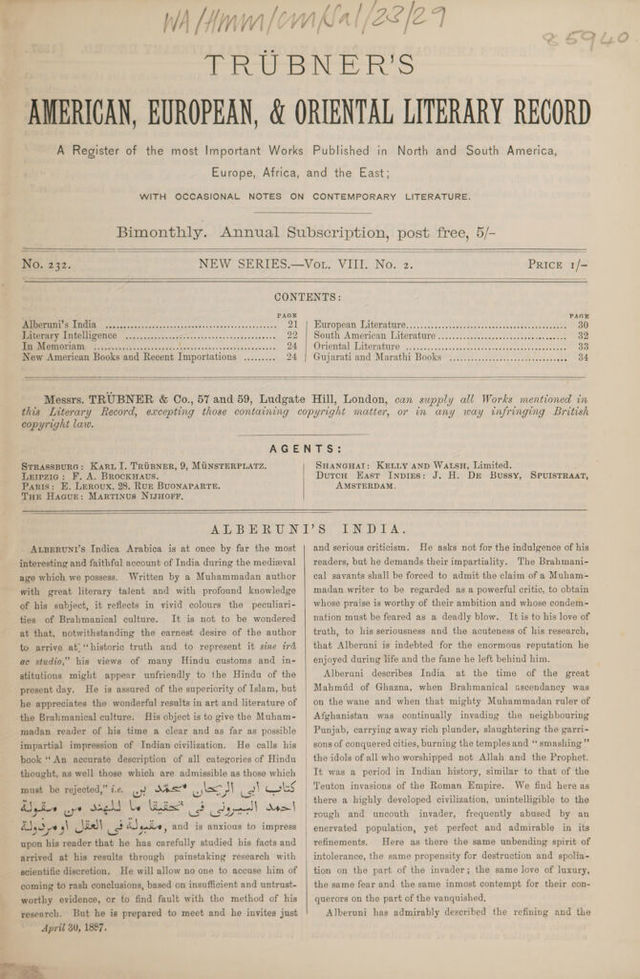 WA/Hmm/cm/Sal/23/29
85940.
TRÜBNER'S
AMERICAN, EUROPEAN, & ORIENTAL LITERARY RECORD
A Register of the most Important Works Published in North and South America,
Europe, Africa, and the East;
WITH OCCASIONAL NOTES ON CONTEMPORARY LITERATURE.
Bimonthly. Annual Subscription, post free, 5/-
No. 232. NEW SERIES.—Vol. VIII. No. 2. Price 1/-
CONTENTS:
PAGE
Alberuni's India ............ 21
Literary Intelligence ............ 22
In Memoriam ............ 24
New American Books and Recent Importations ......... 24
PAGE
European Literature............ 30
South American Literature ............ 32
Oriental Literature ............ 33
Gujarati and Marathi Books ............ 34
Messrs. TRÜBNER & Co., 57 and 59, Ludgate Hill, London, can supply all Works mentioned in
this Literary Record, excepting those containing copyright matter, or in any way infringing British
copyright law.
AGENTS:
Strassburg: Karl I. Trübner, 9, Münsterplatz.
Leipzig: F. A. Brockhaus.
Paris: E. Leroux, 28, Rue Buonaparte.
The Hague: Martinus Nijhoff.
Shanghai: Kelly and Walsh, Limited.
Dutch East Indies: J. H. De Bussy, Spuistraat,
Amsterdam.
ALBERUNI'S INDIA.
Alberuni's Indica Arabica is at once by far the most
interesting and faithful account of India during the mediæval
age which we possess. Written by a Muhammadan author
with great literary talent and with profound knowledge
of his subject, it reflects in vivid colours the peculiari-
ties of Brahmanical culture. It is not to be wondered
at that, notwithstanding the earnest desire of the author
to arrive at "historic truth and to represent it sine irâ
ac studio," his views of many Hindu customs and in-
stitutions might appear unfriendly to the Hindu of the
present day. He is assured of the superiority of Islam, but
he appreciates the wonderful results in art and literature of
the Brahmanical culture. His object is to give the Muham-
madan reader of his time a clear and as far as possible
impartial impression of Indian civilization. He calls his
book "An accurate description of all categories of Hindu
thought, as well those which are admissible as those which
must be rejected," i.e. كتاب ابى الريحان محمد بن
احمد البيرونى فى تحقيق ما للهند من مقولة
مقبولة فى العقل او مرذولة, and is anxious to impress
upon his reader that he has carefully studied his facts and
arrived at his results through painstaking research with
scientific discretion. He will allow no one to accuse him of
coming to rash conclusions, based on insufficient and untrust-
worthy evidence, or to find fault with the method of his
research. But he is prepared to meet and he invites just
April 30, 1887.
and serious criticism. He asks not for the indulgence of his
readers, but he demands their impartiality. The Brahmani-
cal savants shall be forced to admit the claim of a Muham-
madan writer to be regarded as a powerful critic, to obtain
whose praise is worthy of their ambition and whose condem-
nation must be feared as a deadly blow. It is to his love of
truth, to his seriousness and the acuteness of his research,
that Alberuni is indebted for the enormous reputation he
enjoyed during life and the fame he left behind him.
Alberuni describes India at the time of the great
Mahmúd of Ghazna, when Brahmanical ascendancy was
on the wane and when that mighty Muhammadan ruler of
Afghanistan was continually invading the neighbouring
Punjab, carrying away rich plunder, slaughtering the garri-
sons of conquered cities, burning the temples and "smashing"
the idols of all who worshipped not Allah and the Prophet.
It was a period in Indian history, similar to that of the
Teuton invasions of the Roman Empire. We find here as
there a highly developed civilization, unintelligible to the
rough and uncouth invader, frequently abused by an
enervated population, yet perfect and admirable in its
refinements. Here as there the same unbending spirit of
intolerance, the same propensity for destruction and spolia-
tion on the part of the invader; the same love of luxury,
the same fear and the same inmost contempt for their con-
querors on the part of the vanquished.
Alberuni has admirably described the refining and the